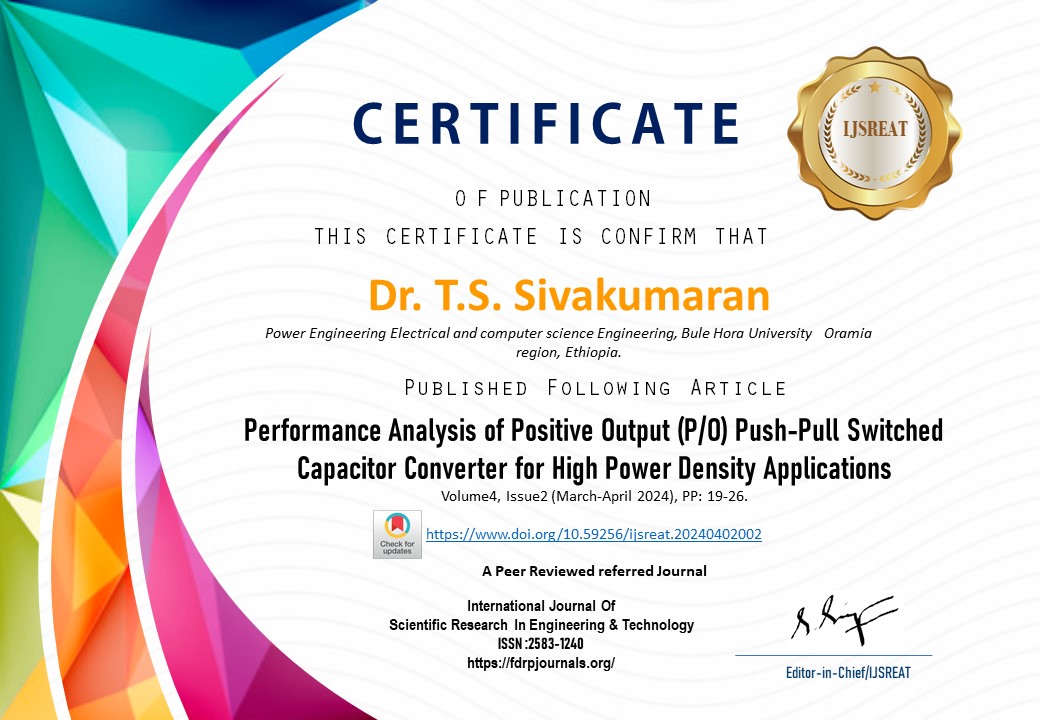 CERTIFICATE
IJSREAT
O F PUBLICATION
THIS CERTIFICATE IS CONFIRM THAT
Dr. T.S. Sivakumaran
Power Engineering Electrical and computer science Engineering, Bule Hora University Oramia
region, Ethiopia.
Published Following Article
Performance Analysis of Positive Output (P/O) Push-Pull Switched
Capacitor Converter for High Power Density Applications
Volume4, Issue2 (March-April 2024), PP: 19-26.
Check for
updates
https://www.doi.org/10.59256/ijsreat.20240402002
A Peer Reviewed referred Journal
International Journal Of
Scientific Research In Engineering & Technology
ISSN :2583-1240
https://fdrpjournals.org/
Editor-in-Chief/IJSREAT